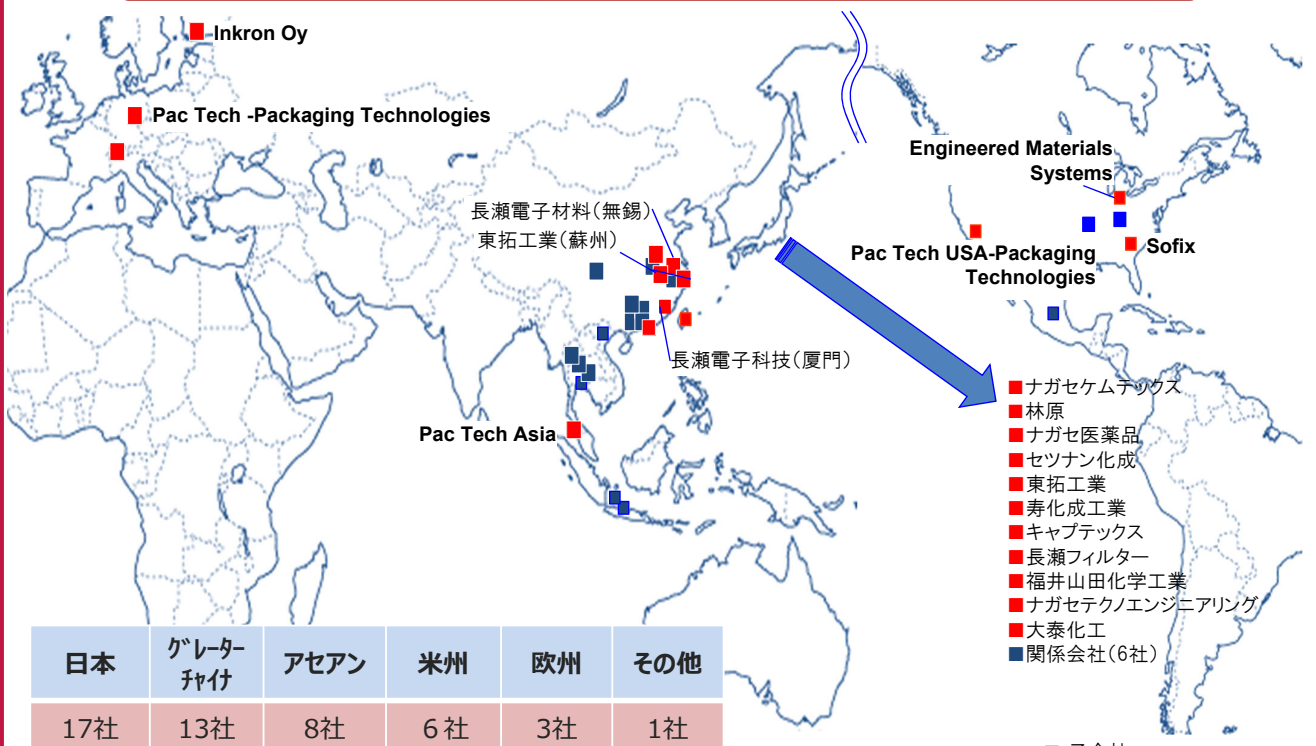 Inkron Oy
Pac Tech -Packaging Technologies
Engineered Materials
Systems
長瀬電子材料(無錫)
東拓工業(蘇州)
Pac Tech USA-Packaging
Technologies
Sofix
長瀬電子科技(厦門)
Pac Tech Asia
ナガセケムテックス
林原
ナガセ医薬品
セツナン化成
東拓工業
寿化成工業
キャプテックス
長瀬フィルター
福井山田化学工業
ナガセテクノエンジニアリング
大泰化工
関係会社(6社)
日本 グレーターチャイナ アセアン 米州 欧州 その他
17社 13社 8社 6社 3社 1社